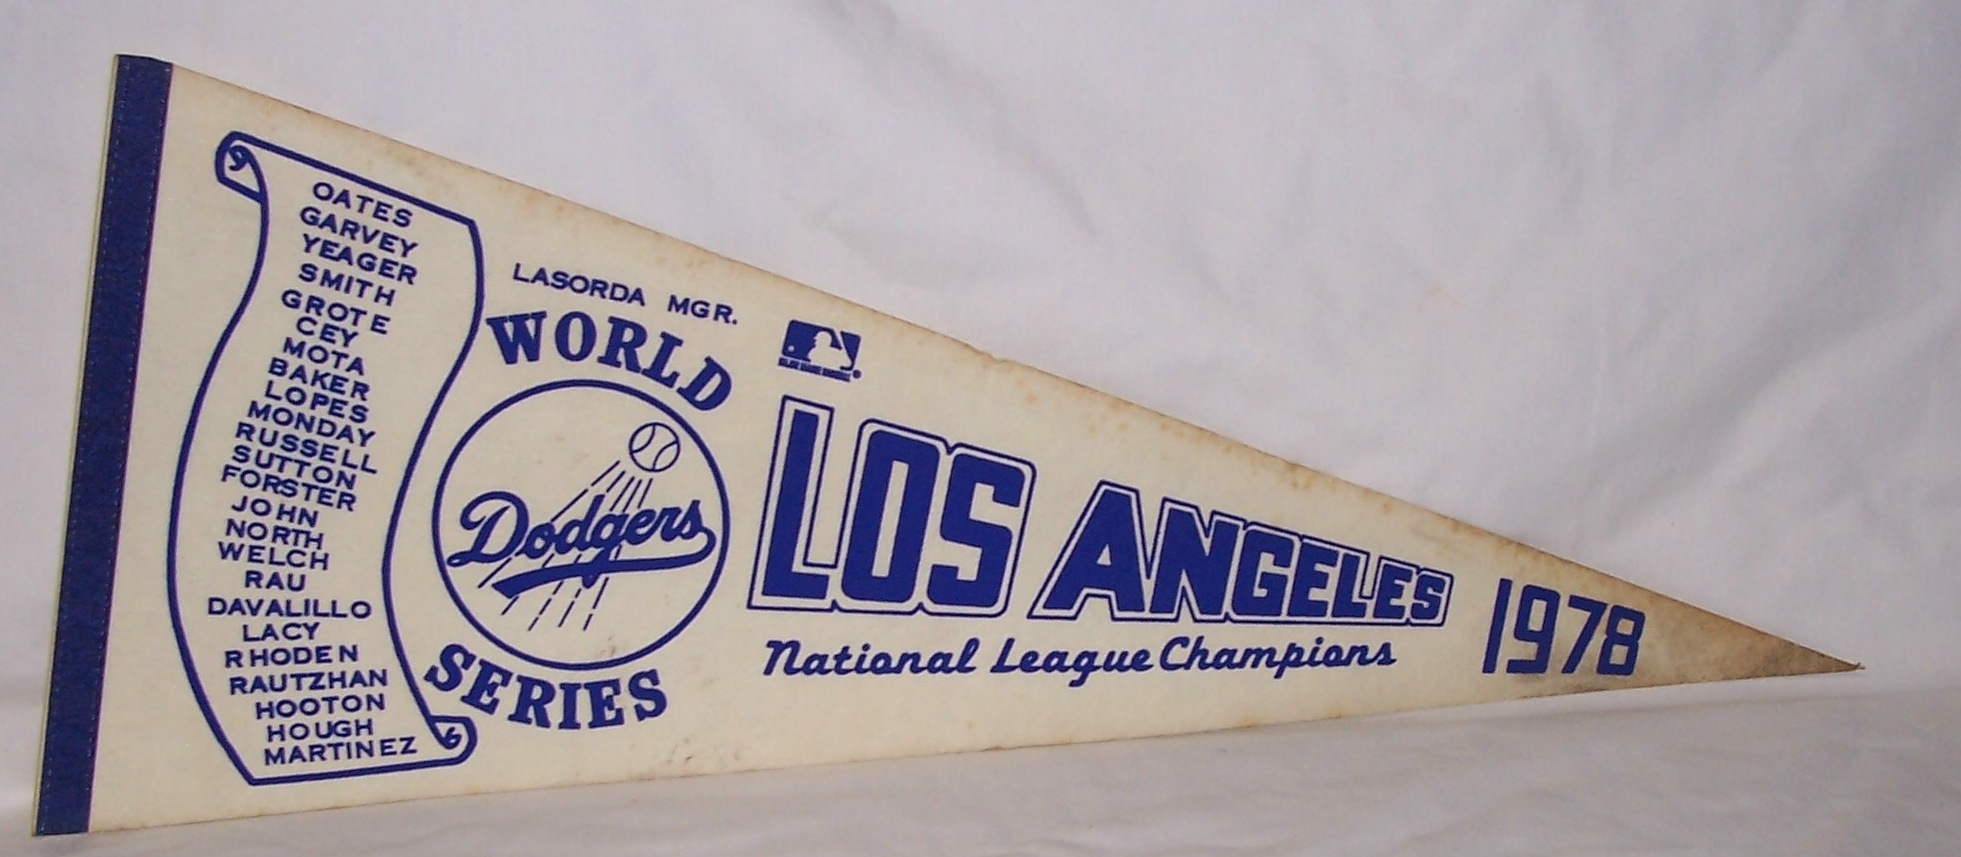 OATES
GARVEY
YEAGER
SMITH
GROTE
CEY
MOTA
BAKER
LOPES
MONDAY
RUSSELL
SUTTON
FORSTER
JOHN
NORTH
WELCH
RAU
DAVALILLO
LACY
RHODEN
RAUTZHAN
HOOTON
HOUGH
MARTINEZ
LASORDA MGR.
WORLD
Dodgers
SERIES
LOS ANGELES
National League Champions
1978